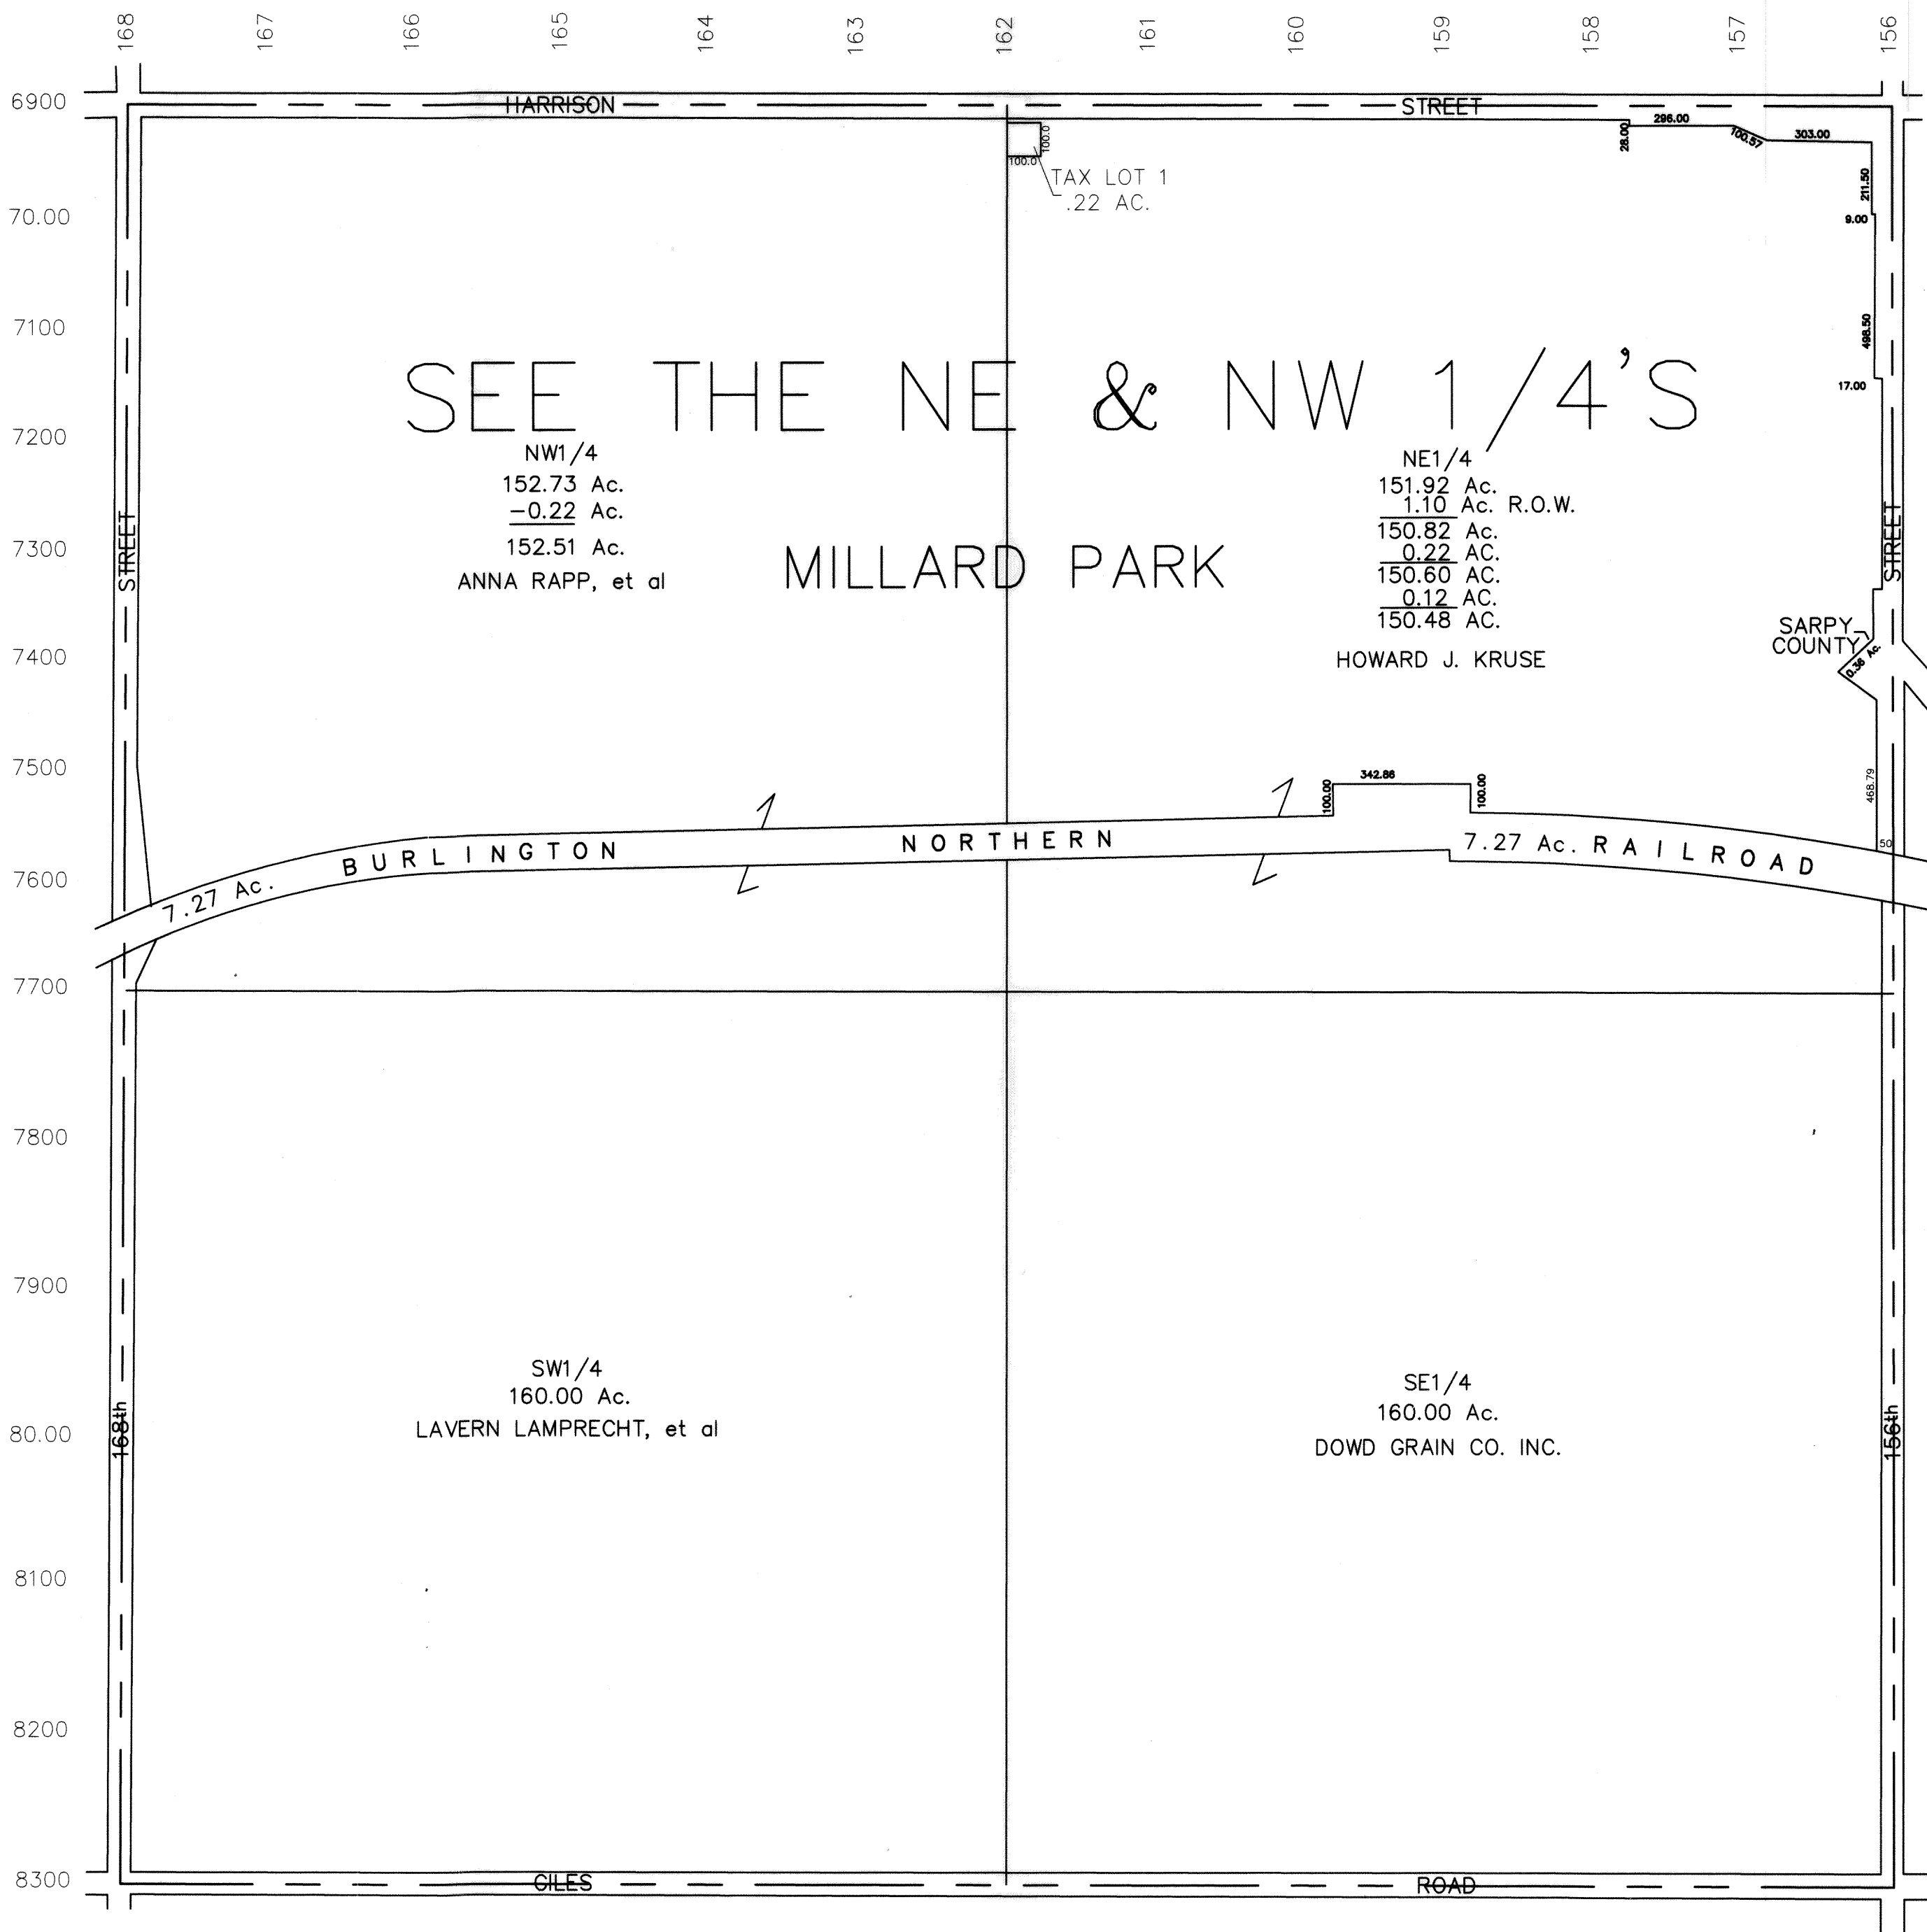 168 167 166 165 164 163 162 161 160 159 158 157 156
6900
HARRISON STREET
28.00
296.00
100.57
303.00
100.0
100.0
TAX LOT 1
.22 AC.
211.50
9.00
70.00
7100
498.50
17.00
SEE THE NE & NW 1/4'S
7200
NW1/4
152.73 Ac.
-0.22 Ac.
152.51 Ac.
ANNA RAPP, et al
NE1/4
151.92 Ac.
1.10 Ac. R.O.W.
150.82 Ac.
0.22 AC.
150.60 AC.
0.12 AC.
150.48 AC.
HOWARD J. KRUSE
STREET
STREET
7300
MILLARD PARK
SARPY
COUNTY
0.36 Ac.
7400
7500
342.86
100.00
100.00
468.79
50
BURLINGTON NORTHERN RAILROAD
7.27 Ac.
7.27 Ac.
7600
7700
7800
7900
SW1/4
160.00 Ac.
LAVERN LAMPRECHT, et al
SE1/4
160.00 Ac.
DOWD GRAIN CO. INC.
168th
156th
80.00
8100
8200
8300
GILES ROAD